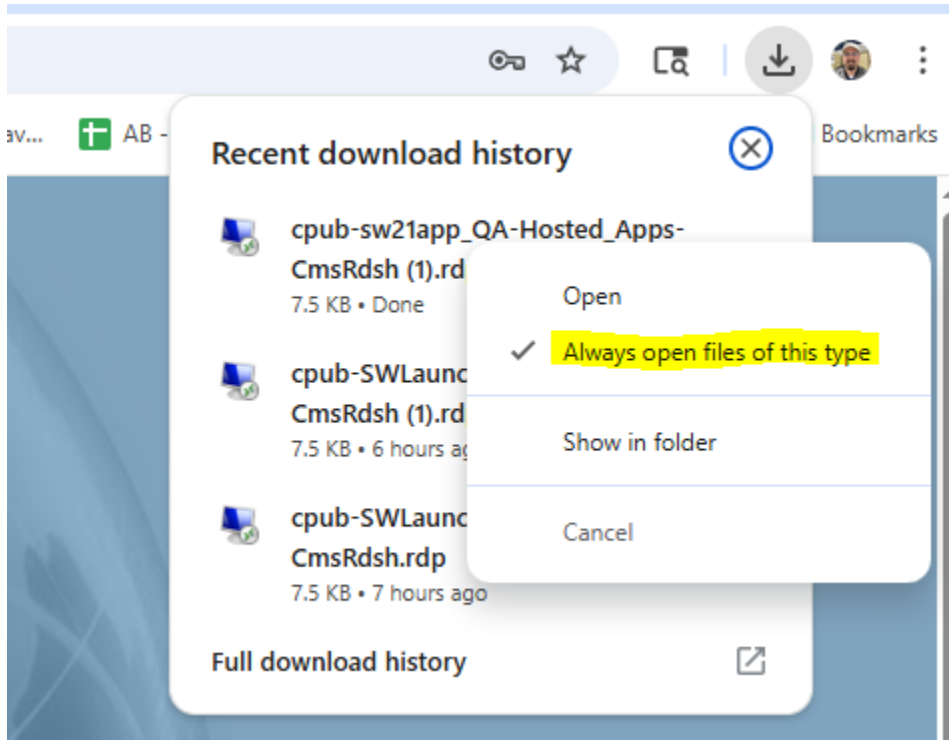 av...
AB -
Bookmarks
Recent download history
cpub-sw21app_QA-Hosted_Apps-
CmsRdsh (1).rd
7.5 KB • Done
Open
Always open files of this type
cpub-SWLaunc
CmsRdsh (1).rd
7.5 KB • 6 hours ag
Show in folder
cpub-SWLaunc
CmsRdsh.rdp
7.5 KB • 7 hours ago
Cancel
Full download history